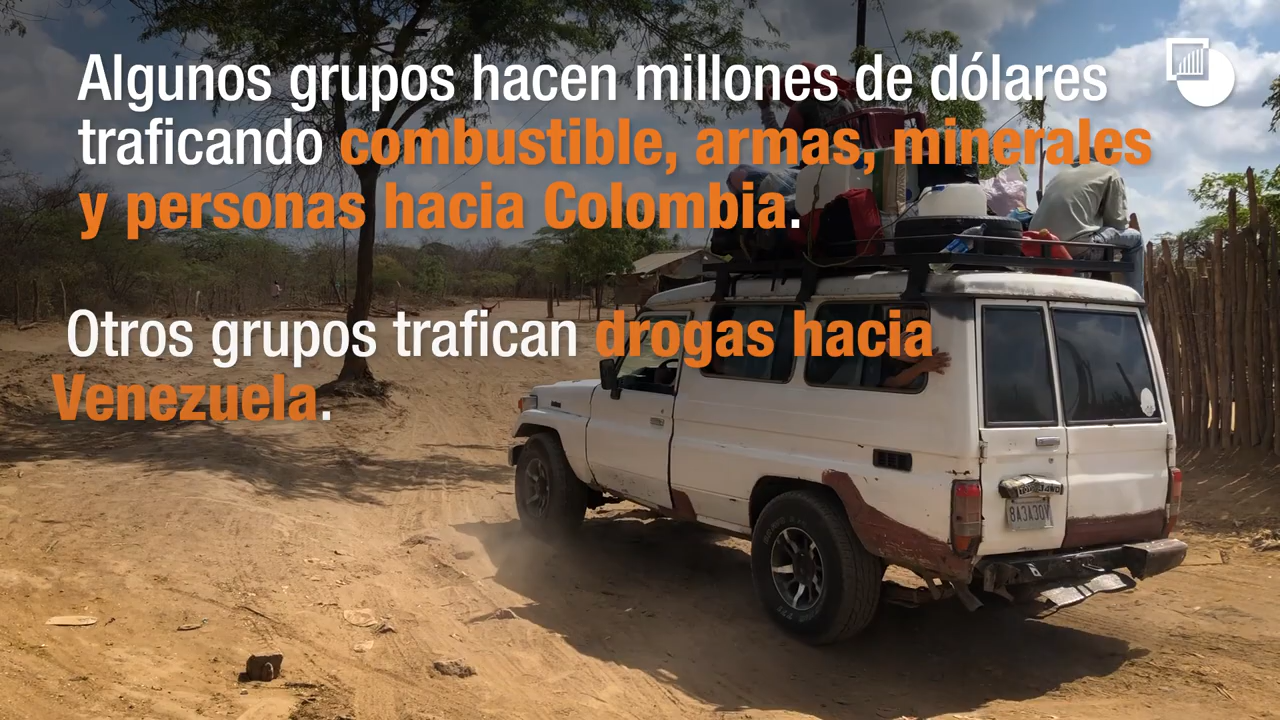 Algunos grupos hacen millones de dólares
traficando combustible, armas, minerales
y personas hacia Colombia.
Otros grupos trafican drogas hacia
Venezuela.
8A3A30V